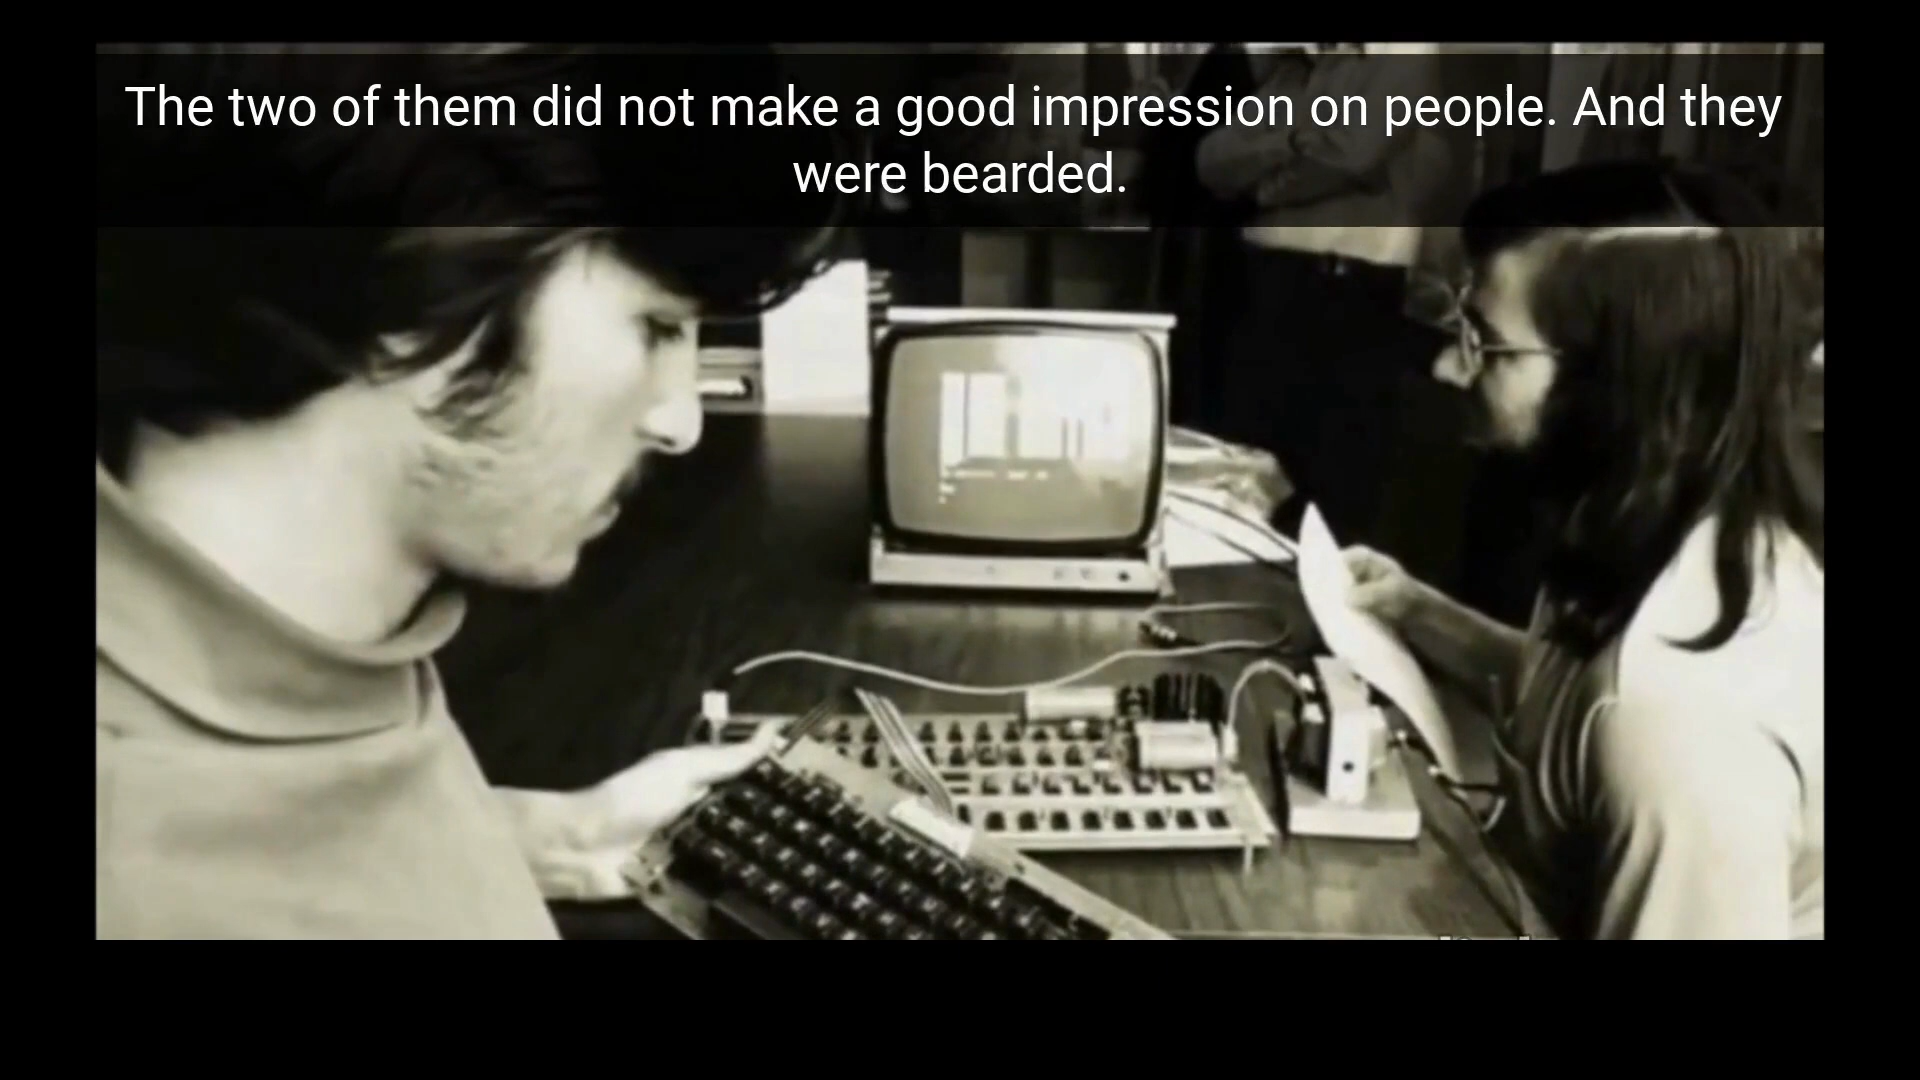 The two of them did not make a good impression on people. And they
were bearded.